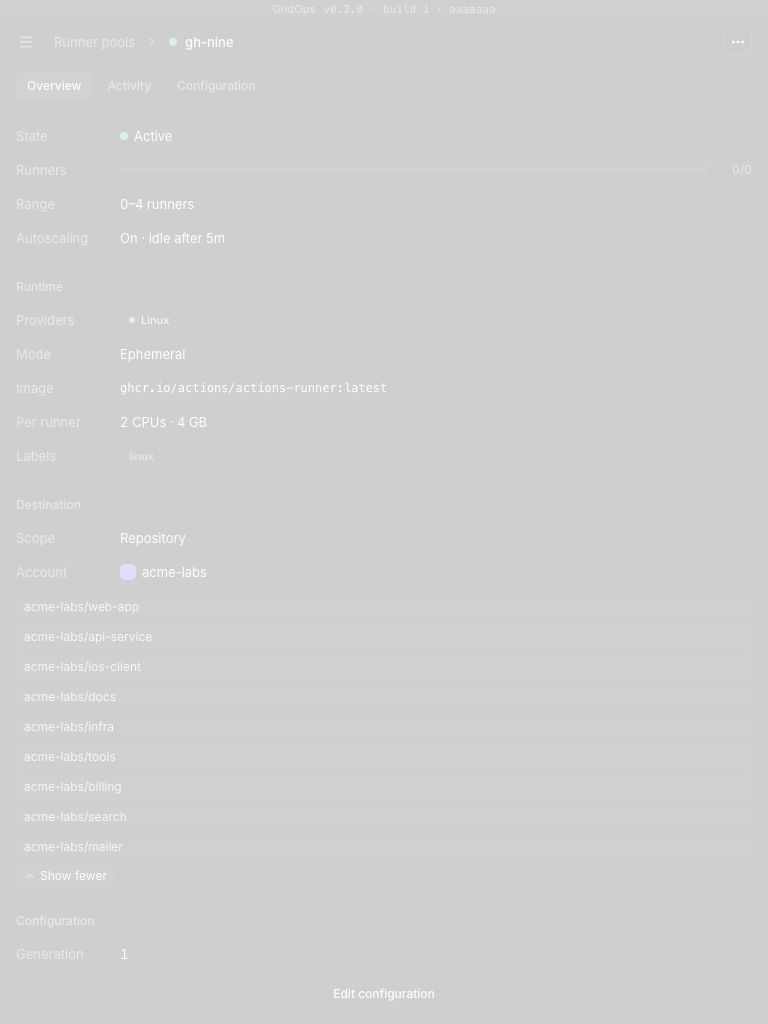 GridOps v0.2.0 · build 1 · aaaaaaa
Runner pools > gh-nine
Overview Activity Configuration
State Active
Runners 0/0
Range 0–4 runners
Autoscaling On · idle after 5m
Runtime
Providers Linux
Mode Ephemeral
Image ghcr.io/actions/actions-runner:latest
Per runner 2 CPUs · 4 GB
Labels linux
Destination
Scope Repository
Account acme-labs
acme-labs/web-app
acme-labs/api-service
acme-labs/ios-client
acme-labs/docs
acme-labs/infra
acme-labs/tools
acme-labs/billing
acme-labs/search
acme-labs/mailer
Show fewer
Configuration
Generation 1
Edit configuration